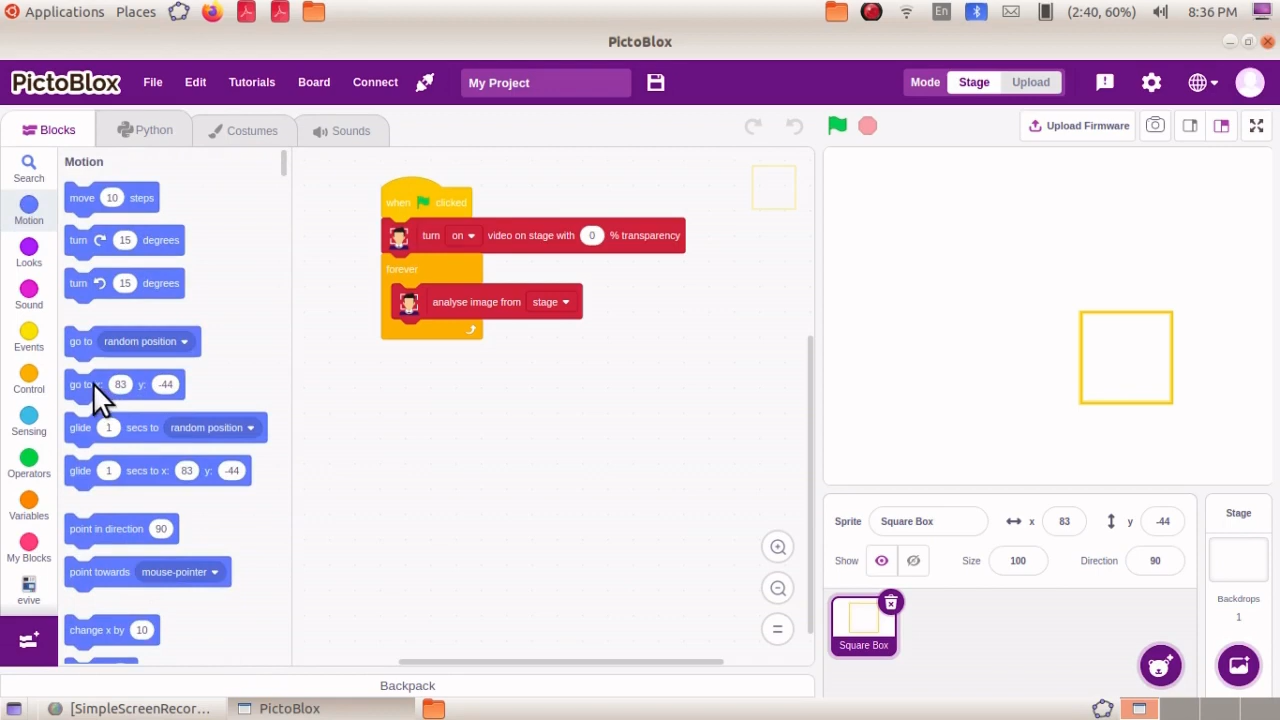 Applications Places En (2:40, 60%) 8:36 PM
PictoBlox
PictoBlox File Edit Tutorials Board Connect My Project Mode Stage Upload
Blocks Python Costumes Sounds Upload Firmware
Search
Motion
Looks
Sound
Events
Control
Sensing
Operators
Variables
My Blocks
evive
Motion
move 10 steps
turn 15 degrees
turn 15 degrees
go to random position
go to x: 83 y: -44
glide 1 secs to random position
glide 1 secs to x: 83 y: -44
point in direction 90
point towards mouse-pointer
change x by 10
when clicked
turn on video on stage with 0 % transparency
forever
analyse image from stage
Backpack
Sprite Square Box x 83 y -44
Show Size 100 Direction 90
Square Box
Stage
Backdrops
1
[SimpleScreenRecor... PictoBlox